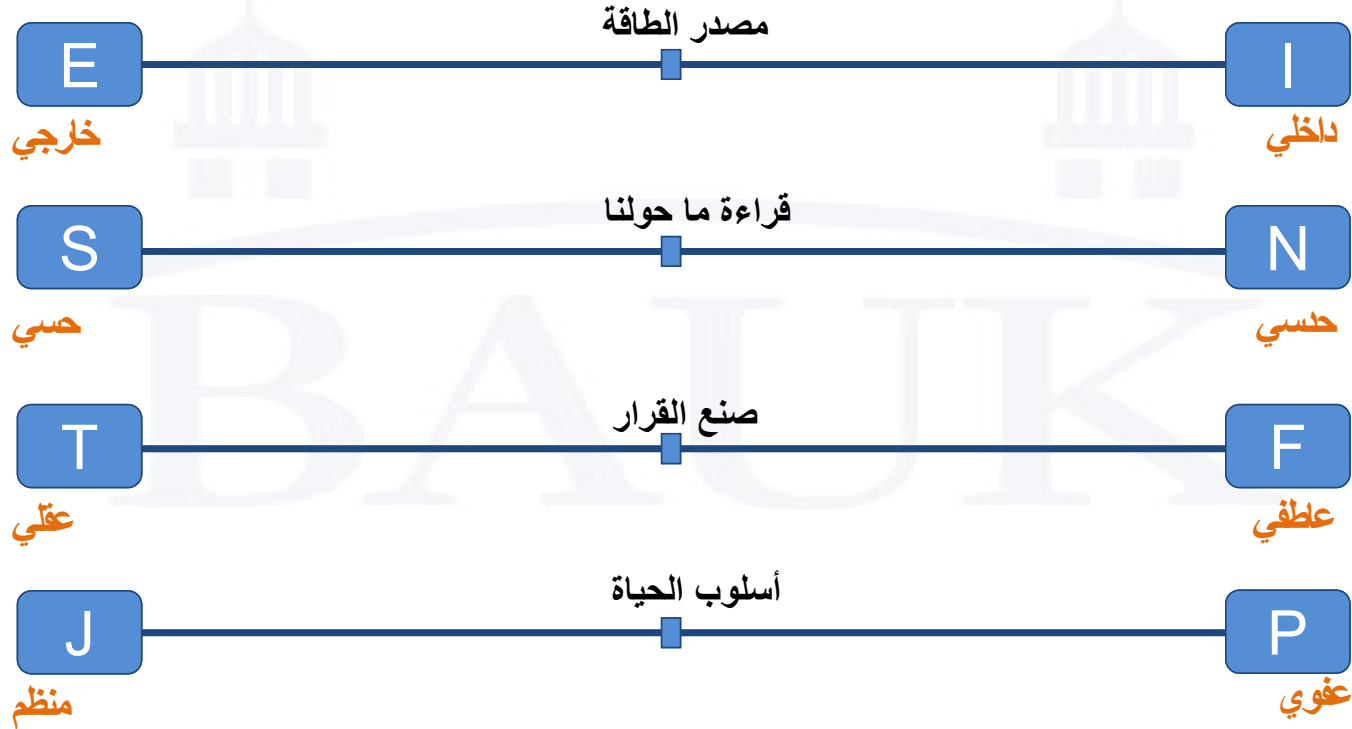 مصدر الطاقة
E
I
خارجي
داخلي
قراءة ما حولنا
S
N
حسي
حدسي
صنع القرار
T
F
عقلي
عاطفي
أسلوب الحياة
J
P
منظم
عفوي
BAUK